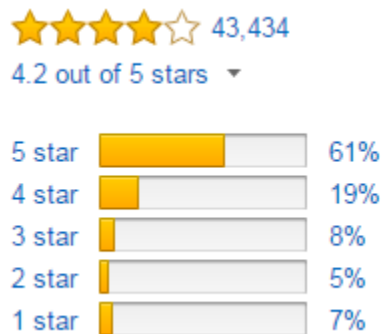 43,434
4.2 out of 5 stars
5 star 61%
4 star 19%
3 star 8%
2 star 5%
1 star 7%